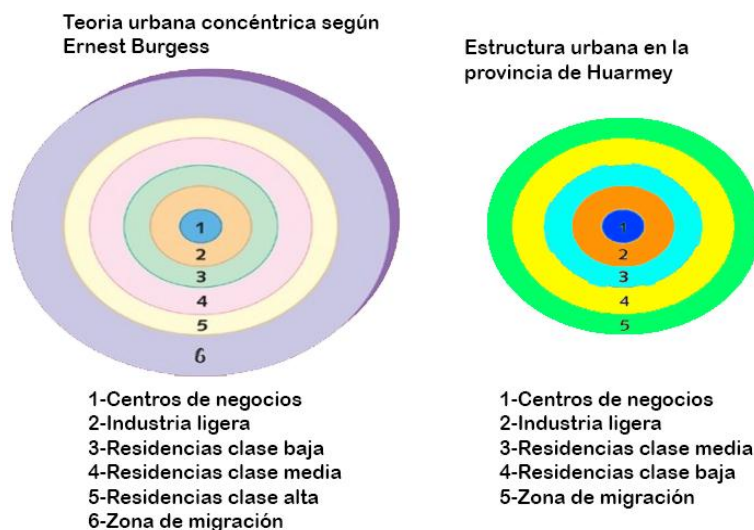 Teoria urbana concéntrica según
Ernest Burgess
1
2
3
4
5
6
1-Centros de negocios
2-Industria ligera
3-Residencias clase baja
4-Residencias clase media
5-Residencias clase alta
6-Zona de migración
Estructura urbana en la
provincia de Huarmey
1
2
3
4
5
1-Centros de negocios
2-Industria ligera
3-Residencias clase media
4-Residencias clase baja
5-Zona de migración